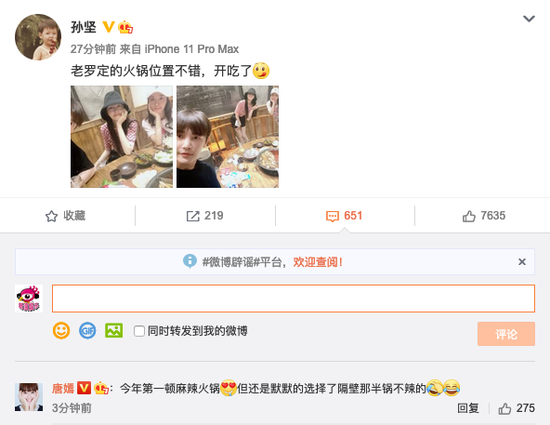 孙坚
27分钟前 来自 iPhone 11 Pro Max
老罗定的火锅位置不错，开吃了
收藏
219
651
7635
#微博辟谣#平台，欢迎查阅！
同时转发到我的微博
评论
唐嫣：今年第一顿麻辣火锅但还是默默的选择了隔壁那半锅不辣的
3分钟前
回复
275